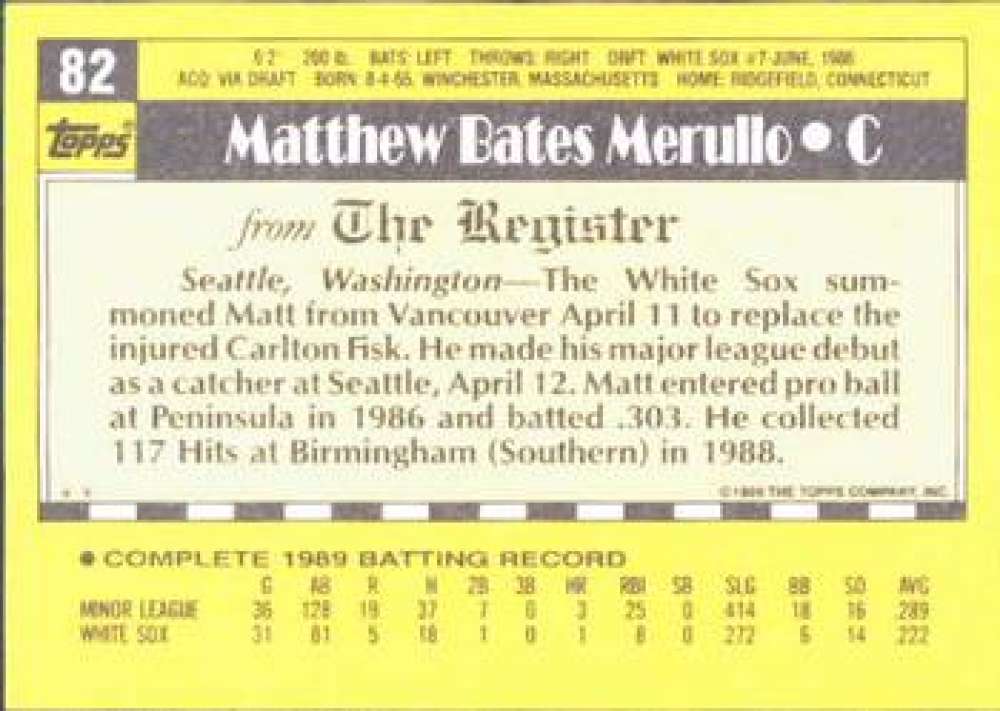 82
6'2" 200 lb. BATS: LEFT THROWS: RIGHT DRFT: WHITE SOX #7-JUNE, 1986
ACQ: VIA DRAFT BORN: 8-4-65, WINCHESTER, MASSACHUSETTS HOME: RIDGEFIELD, CONNECTICUT
Topps®
Matthew Bates Merullo • C
from The Register
Seattle, Washington—The White Sox sum-
moned Matt from Vancouver April 11 to replace the
injured Carlton Fisk. He made his major league debut
as a catcher at Seattle, April 12. Matt entered pro ball
at Peninsula in 1986 and batted .303. He collected
117 Hits at Birmingham (Southern) in 1988.
* *
©1989 THE TOPPS COMPANY, INC.
• COMPLETE 1989 BATTING RECORD
G AB R H 2B 3B HR RBI SB SLG BB SO AVG
MINOR LEAGUE 36 128 19 37 7 0 3 25 0 .414 18 16 .289
WHITE SOX 31 81 5 18 1 0 1 8 0 .272 6 14 .222